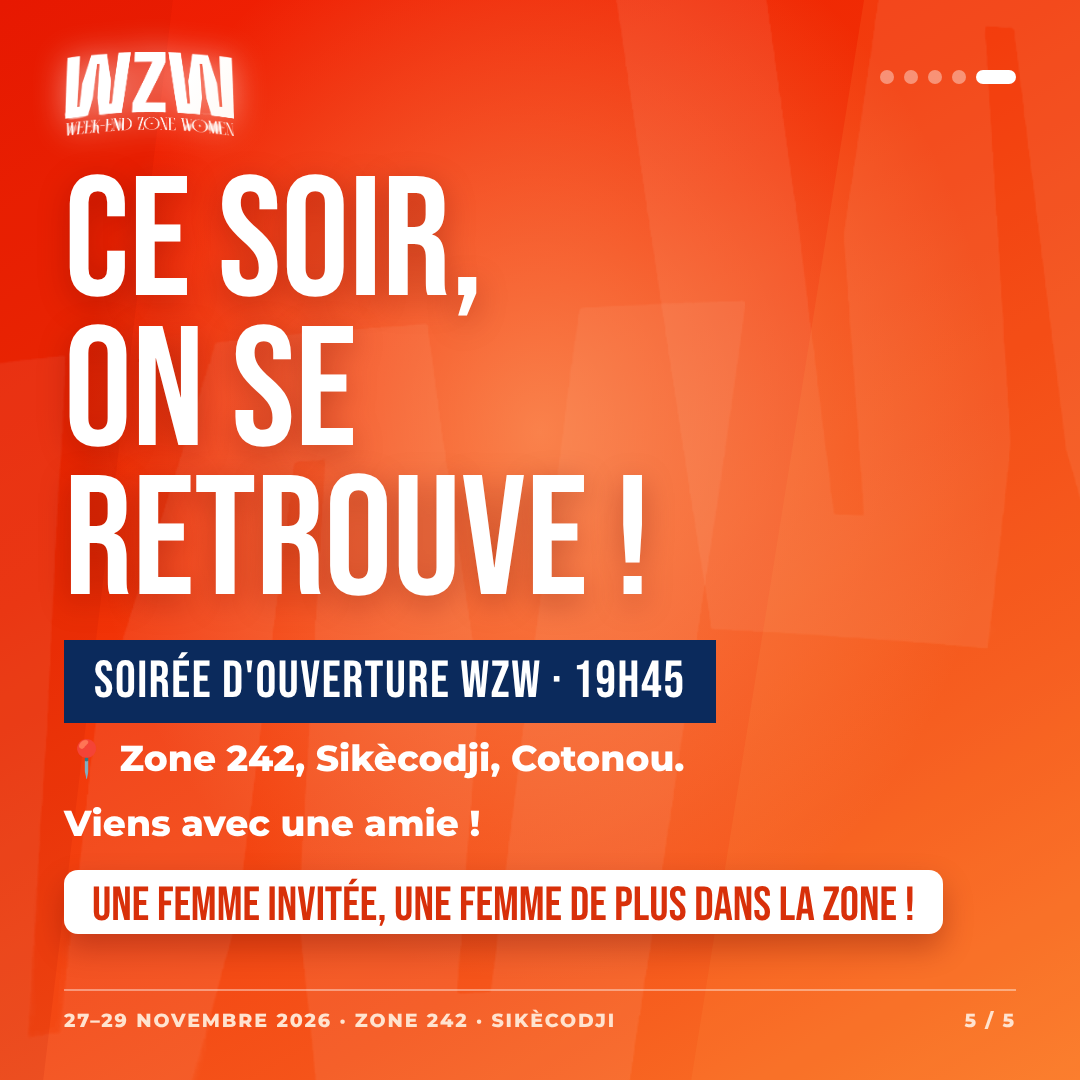 WZW
WEEK-END ZONE WOMEN
CE SOIR,
ON SE
RETROUVE !
SOIRÉE D'OUVERTURE WZW · 19H45
📍 Zone 242, Sikècodji, Cotonou.
Viens avec une amie !
UNE FEMME INVITÉE, UNE FEMME DE PLUS DANS LA ZONE !
27–29 NOVEMBRE 2026 · ZONE 242 · SIKÈCODJI
5 / 5